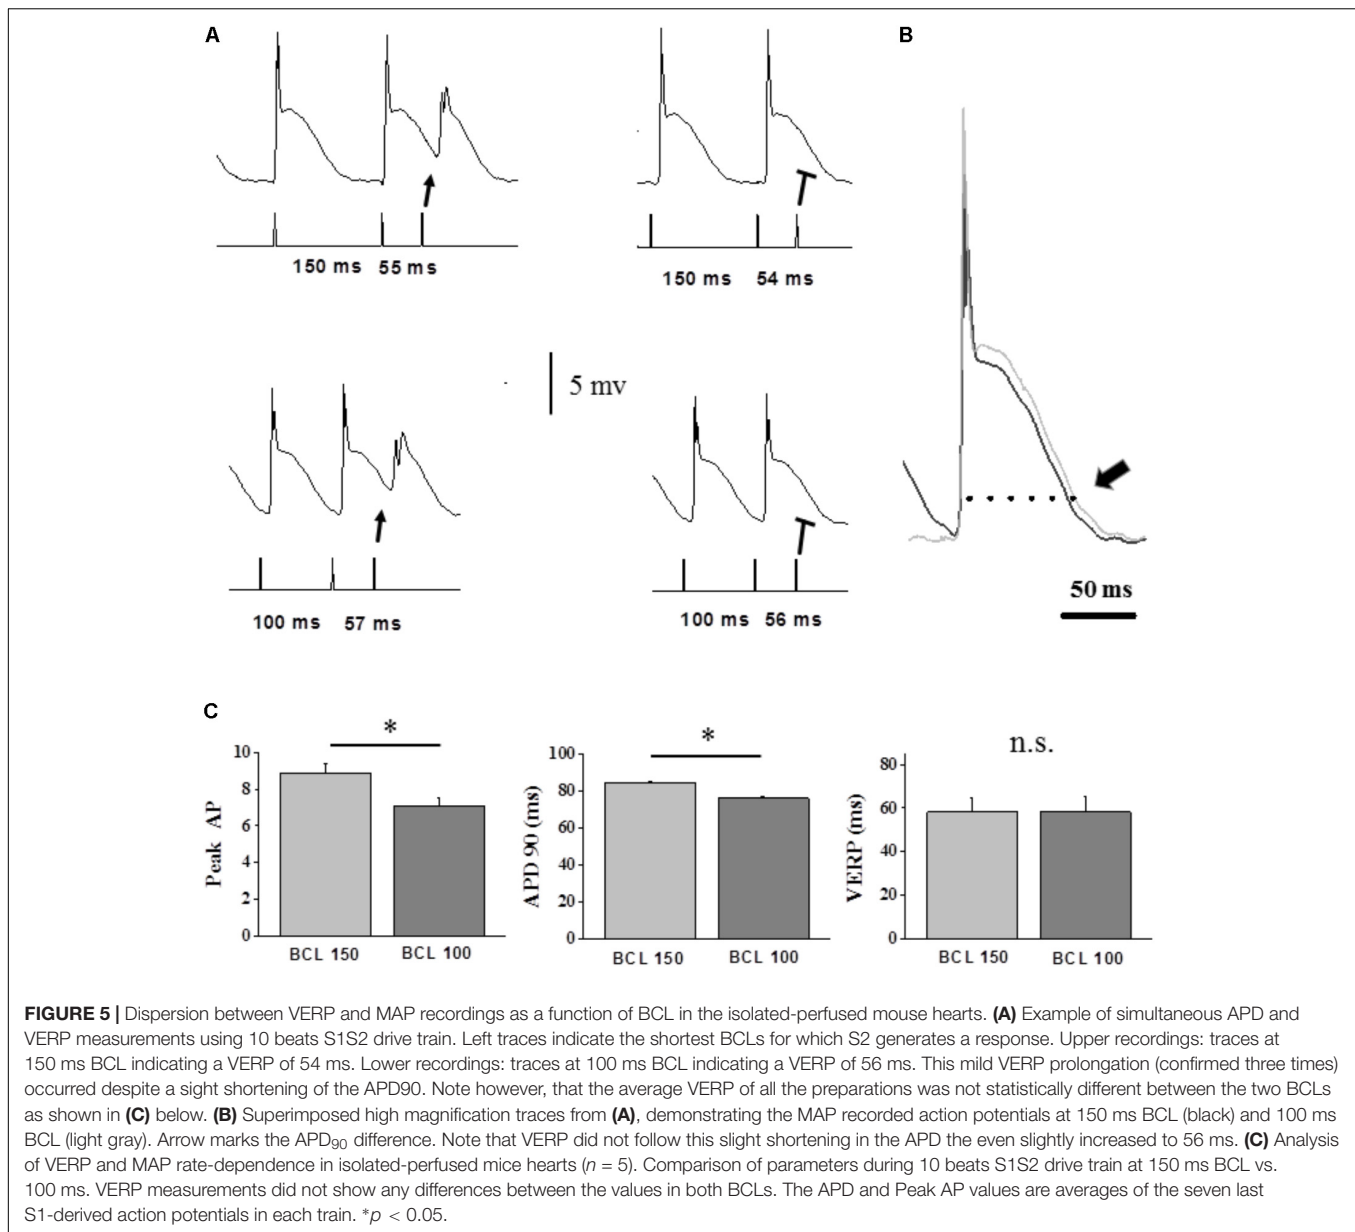 A
B
150 ms 55 ms
150 ms 54 ms
5 mv
100 ms 57 ms
100 ms 56 ms
50 ms
C
*
*
n.s.
10
8
6
4
2
0
Peak AP
BCL 150 BCL 100
100
80
60
40
20
0
APD 90 (ms)
BCL 150 BCL 100
80
60
40
20
0
VERP (ms)
BCL 150 BCL 100
FIGURE 5 | Dispersion between VERP and MAP recordings as a function of BCL in the isolated-perfused mouse hearts. (A) Example of simultaneous APD and
VERP measurements using 10 beats S1S2 drive train. Left traces indicate the shortest BCLs for which S2 generates a response. Upper recordings: traces at
150 ms BCL indicating a VERP of 54 ms. Lower recordings: traces at 100 ms BCL indicating a VERP of 56 ms. This mild VERP prolongation (confirmed three times)
occurred despite a sight shortening of the APD90. Note however, that the average VERP of all the preparations was not statistically different between the two BCLs
as shown in (C) below. (B) Superimposed high magnification traces from (A), demonstrating the MAP recorded action potentials at 150 ms BCL (black) and 100 ms
BCL (light gray). Arrow marks the APD90 difference. Note that VERP did not follow this slight shortening in the APD the even slightly increased to 56 ms. (C) Analysis
of VERP and MAP rate-dependence in isolated-perfused mice hearts (n = 5). Comparison of parameters during 10 beats S1S2 drive train at 150 ms BCL vs.
100 ms. VERP measurements did not show any differences between the values in both BCLs. The APD and Peak AP values are averages of the seven last
S1-derived action potentials in each train. *p < 0.05.